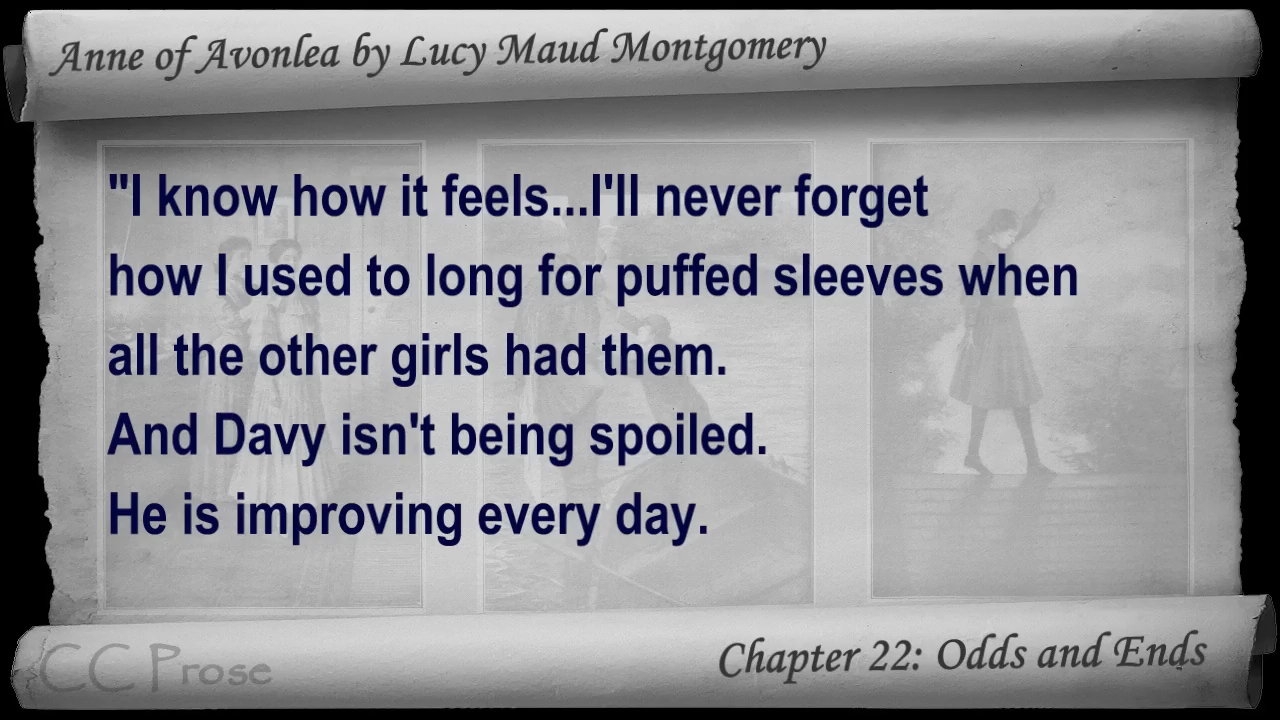 Anne of Avonlea by Lucy Maud Montgomery
"I know how it feels...I'll never forget
how I used to long for puffed sleeves when
all the other girls had them.
And Davy isn't being spoiled.
He is improving every day.
CC Prose
Chapter 22: Odds and Ends